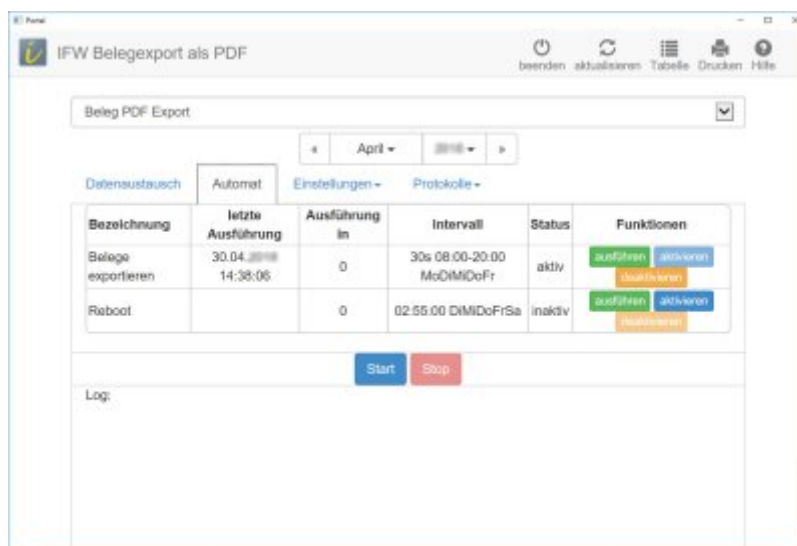 Portal
IFW Belegexport als PDF
beenden aktualisieren Tabelle Drucken Hilfe
Beleg PDF Export
« April »
Datenaustausch Automat Einstellungen Protokolle
Bezeichnung letzte Ausführung Ausführung in Intervall Status Funktionen
Belege exportieren 30.04. 14:38:06 0 30s 08:00-20:00 MoDiMiDoFr aktiv ausführen aktivieren deaktivieren
Reboot 0 02:55:00 DiMiDoFrSa inaktiv ausführen aktivieren deaktivieren
Start Stop
Log: